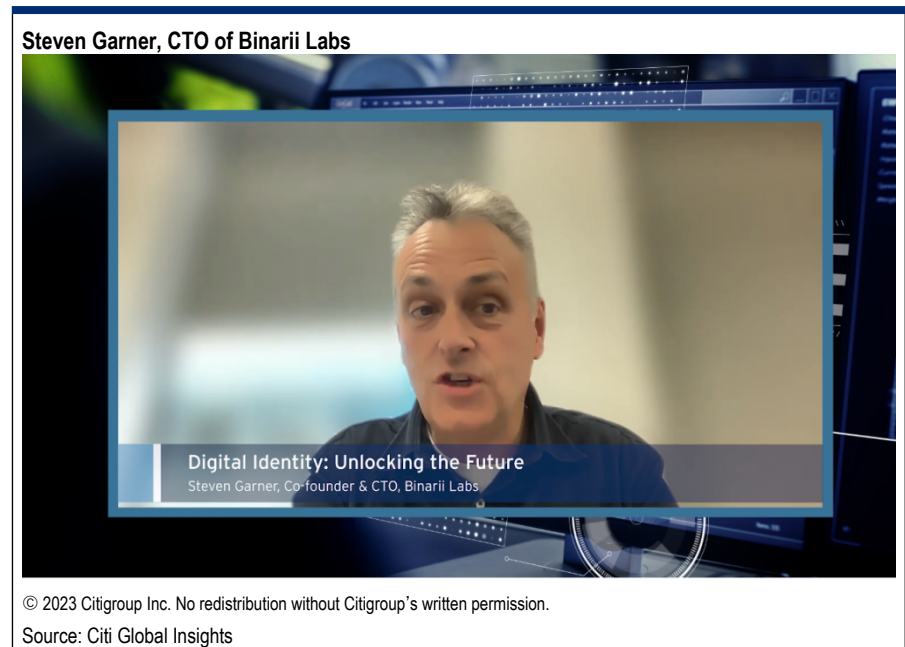 Steven Garner, CTO of Binarii Labs
Digital Identity: Unlocking the Future
Steven Garner, Co-founder & CTO, Binarii Labs
© 2023 Citigroup Inc. No redistribution without Citigroup’s written permission.
Source: Citi Global Insights